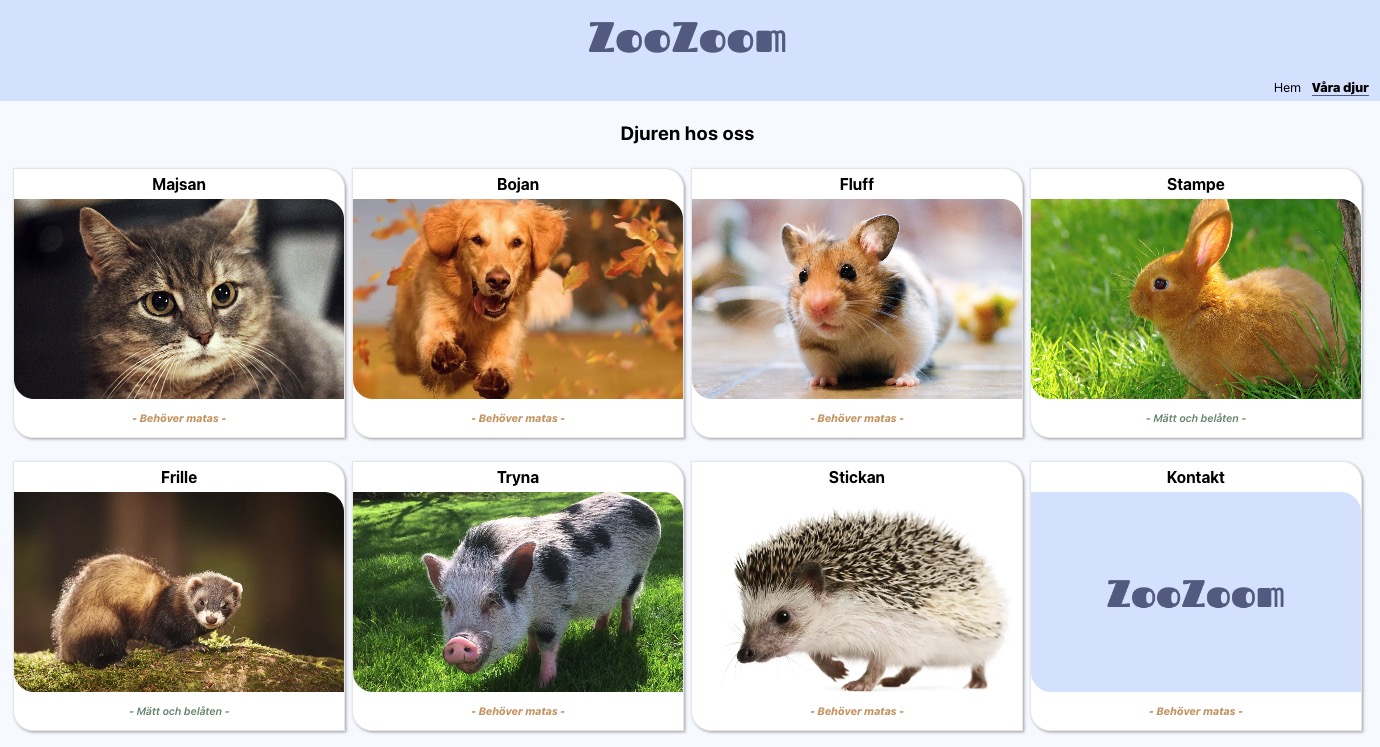 ZooZoom
Hem Våra djur
Djuren hos oss
Majsan
Bojan
Fluff
Stampe
- Behöver matas -
- Behöver matas -
- Behöver matas -
- Mätt och belåten -
Frille
Tryna
Stickan
Kontakt
ZooZoom
- Mätt och belåten -
- Behöver matas -
- Behöver matas -
- Behöver matas -